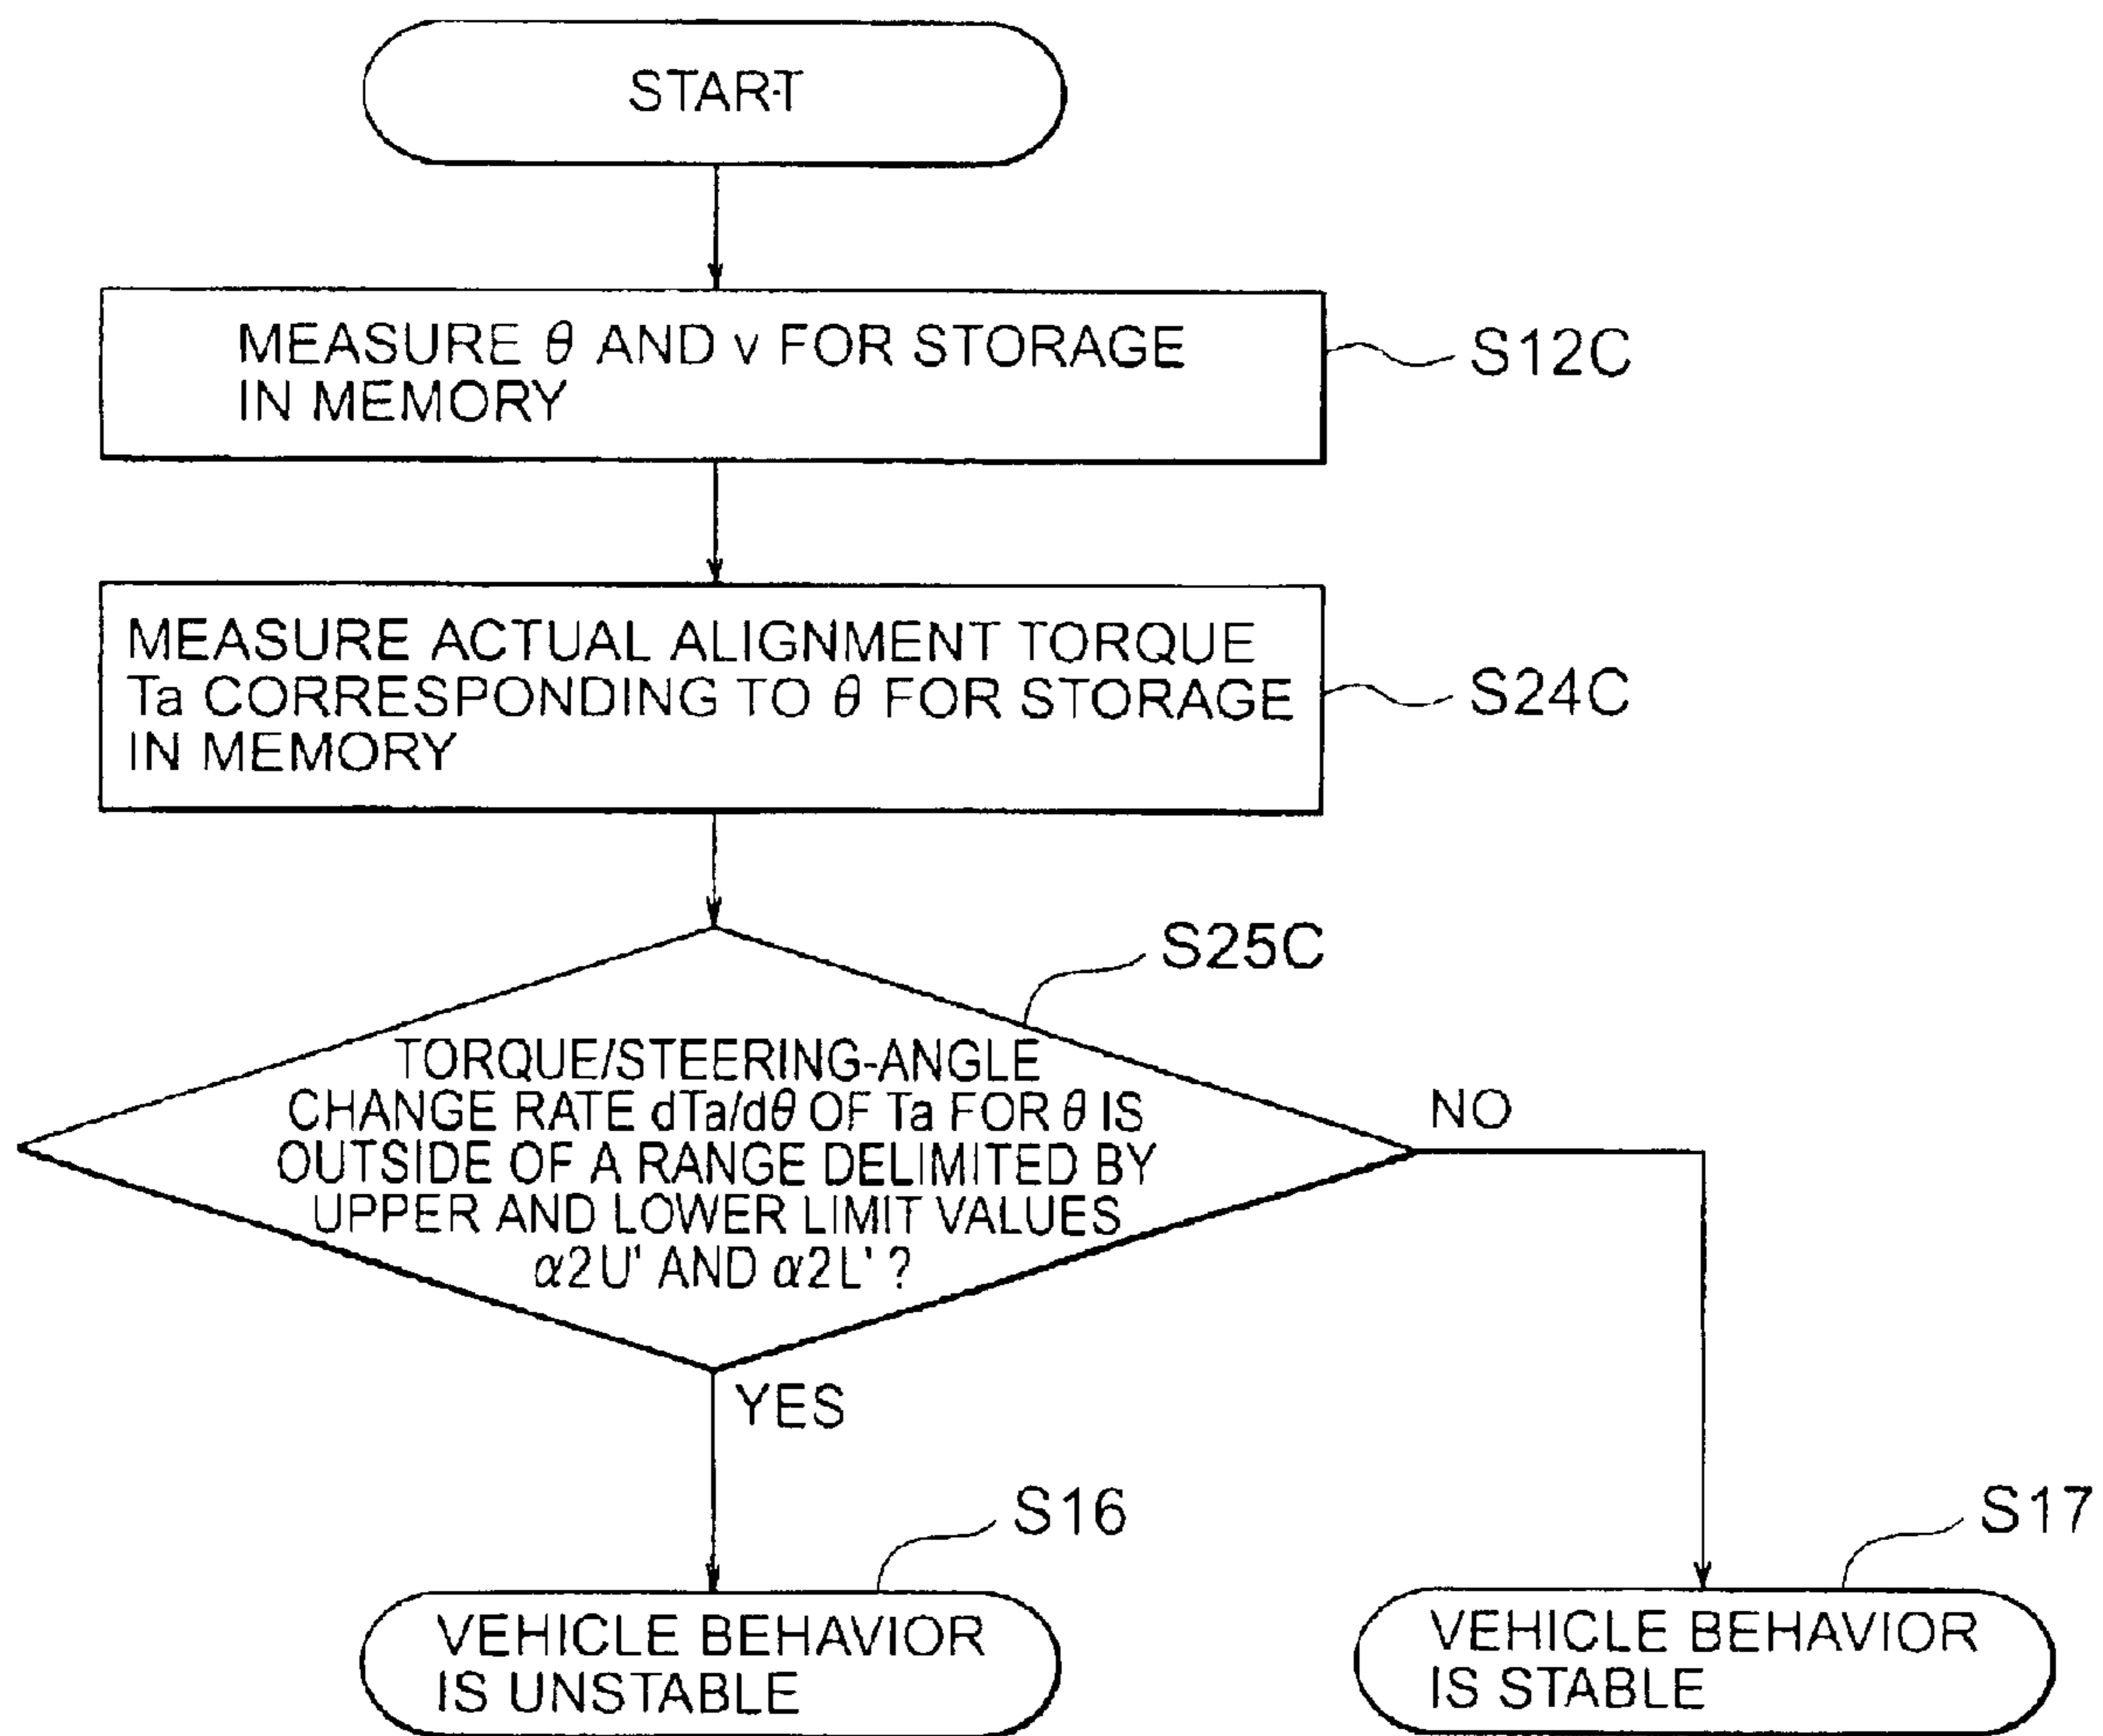 START
MEASURE θ AND v FOR STORAGE
IN MEMORY
S12C
MEASURE ACTUAL ALIGNMENT TORQUE
Ta CORRESPONDING TO θ FOR STORAGE
IN MEMORY
S24C
S25C
TORQUE/STEERING-ANGLE
CHANGE RATE dTa/dθ OF Ta FOR θ IS
OUTSIDE OF A RANGE DELIMITED BY
UPPER AND LOWER LIMIT VALUES
α2U' AND α2L' ?
NO
YES
S16
S17
VEHICLE BEHAVIOR
IS UNSTABLE
VEHICLE BEHAVIOR
IS STABLE